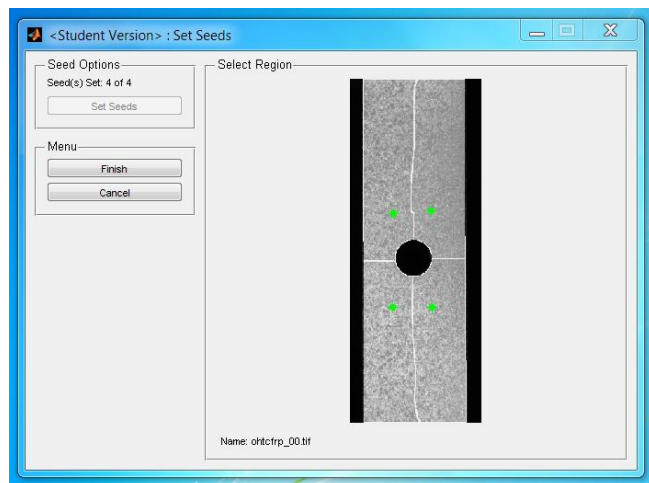 <Student Version> : Set Seeds
Seed Options
Seed(s) Set: 4 of 4
Set Seeds
Menu
Finish
Cancel
Select Region
Name: ohtcfrp_00.tif